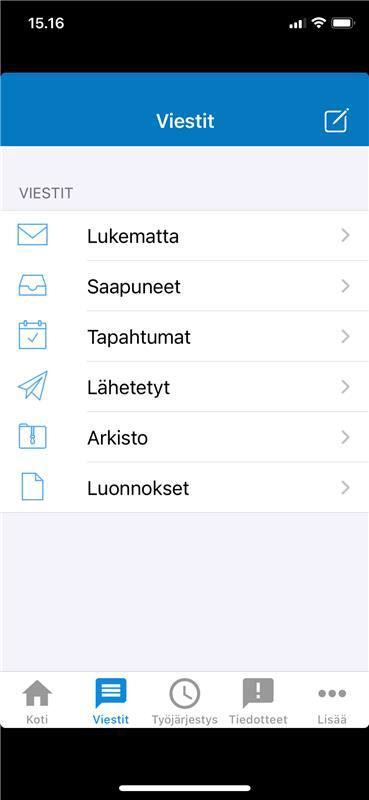 15.16
Viestit
VIESTIT
Lukematta
Saapuneet
Tapahtumat
Lähetetyt
Arkisto
Luonnokset
Koti Viestit Työjärjestys Tiedotteet Lisää